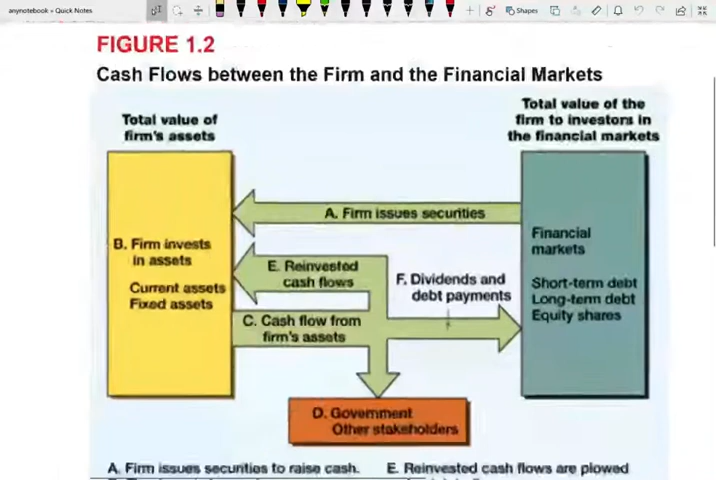 anynotebook » Quick Notes
Shapes
FIGURE 1.2
Cash Flows between the Firm and the Financial Markets
Total value of
firm's assets
Total value of the
firm to investors in
the financial markets
A. Firm issues securities
B. Firm invests
in assets
Current assets
Fixed assets
E. Reinvested
cash flows
F. Dividends and
debt payments
C. Cash flow from
firm's assets
Financial
markets
Short-term debt
Long-term debt
Equity shares
D. Government
Other stakeholders
A. Firm issues securities to raise cash.
E. Reinvested cash flows are plowed